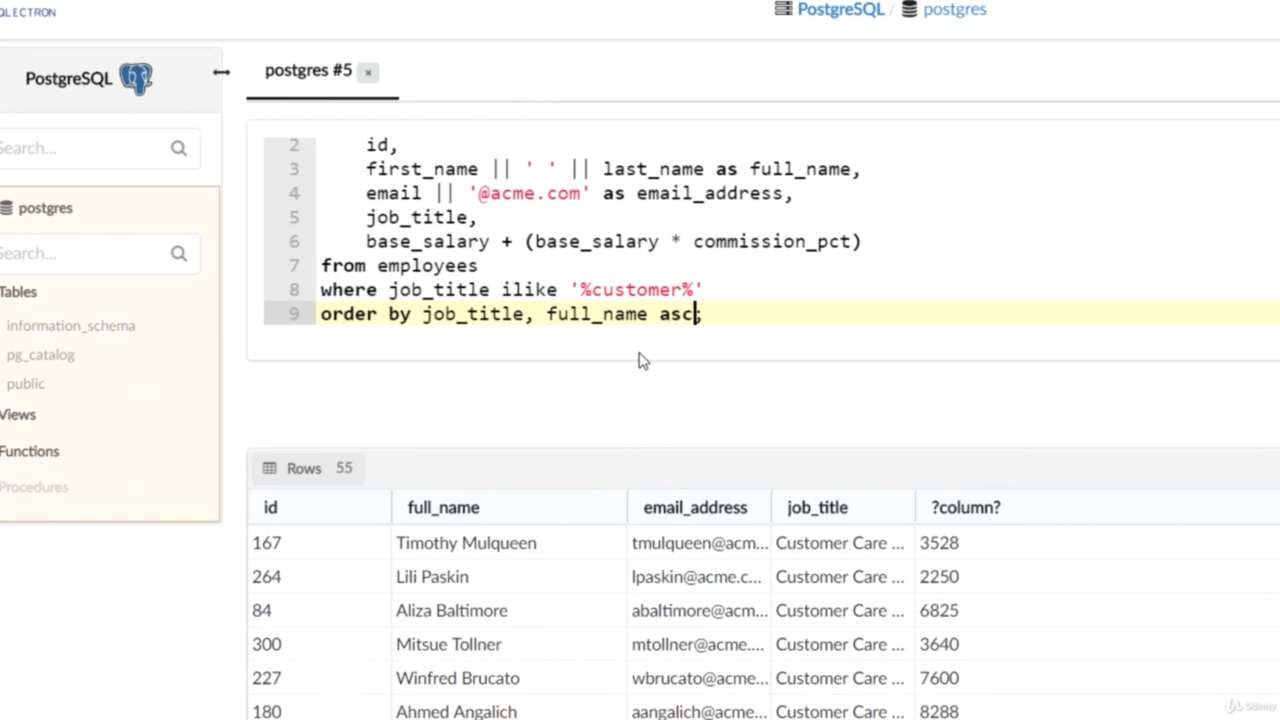 QLECTRON
PostgreSQL / postgres
PostgreSQL
postgres #5 ×
Search...
postgres
Search...
Tables
information_schema
pg_catalog
public
Views
Functions
Procedures
2 id,
3 first_name || ' ' || last_name as full_name,
4 email || '@acme.com' as email_address,
5 job_title,
6 base_salary + (base_salary * commission_pct)
7 from employees
8 where job_title ilike '%customer%'
9 order by job_title, full_name asc;
Rows 55
id full_name email_address job_title ?column?
167 Timothy Mulqueen tmulqueen@acm... Customer Care ... 3528
264 Lili Paskin lpaskin@acme.c... Customer Care ... 2250
84 Aliza Baltimore abaltimore@acm... Customer Care ... 6825
300 Mitsue Tollner mtollner@acme.... Customer Care ... 3640
227 Winfred Brucato wbrucato@acme... Customer Care ... 7600
180 Ahmed Angalich aangalich@acme... Customer Care ... 8288
Udemy